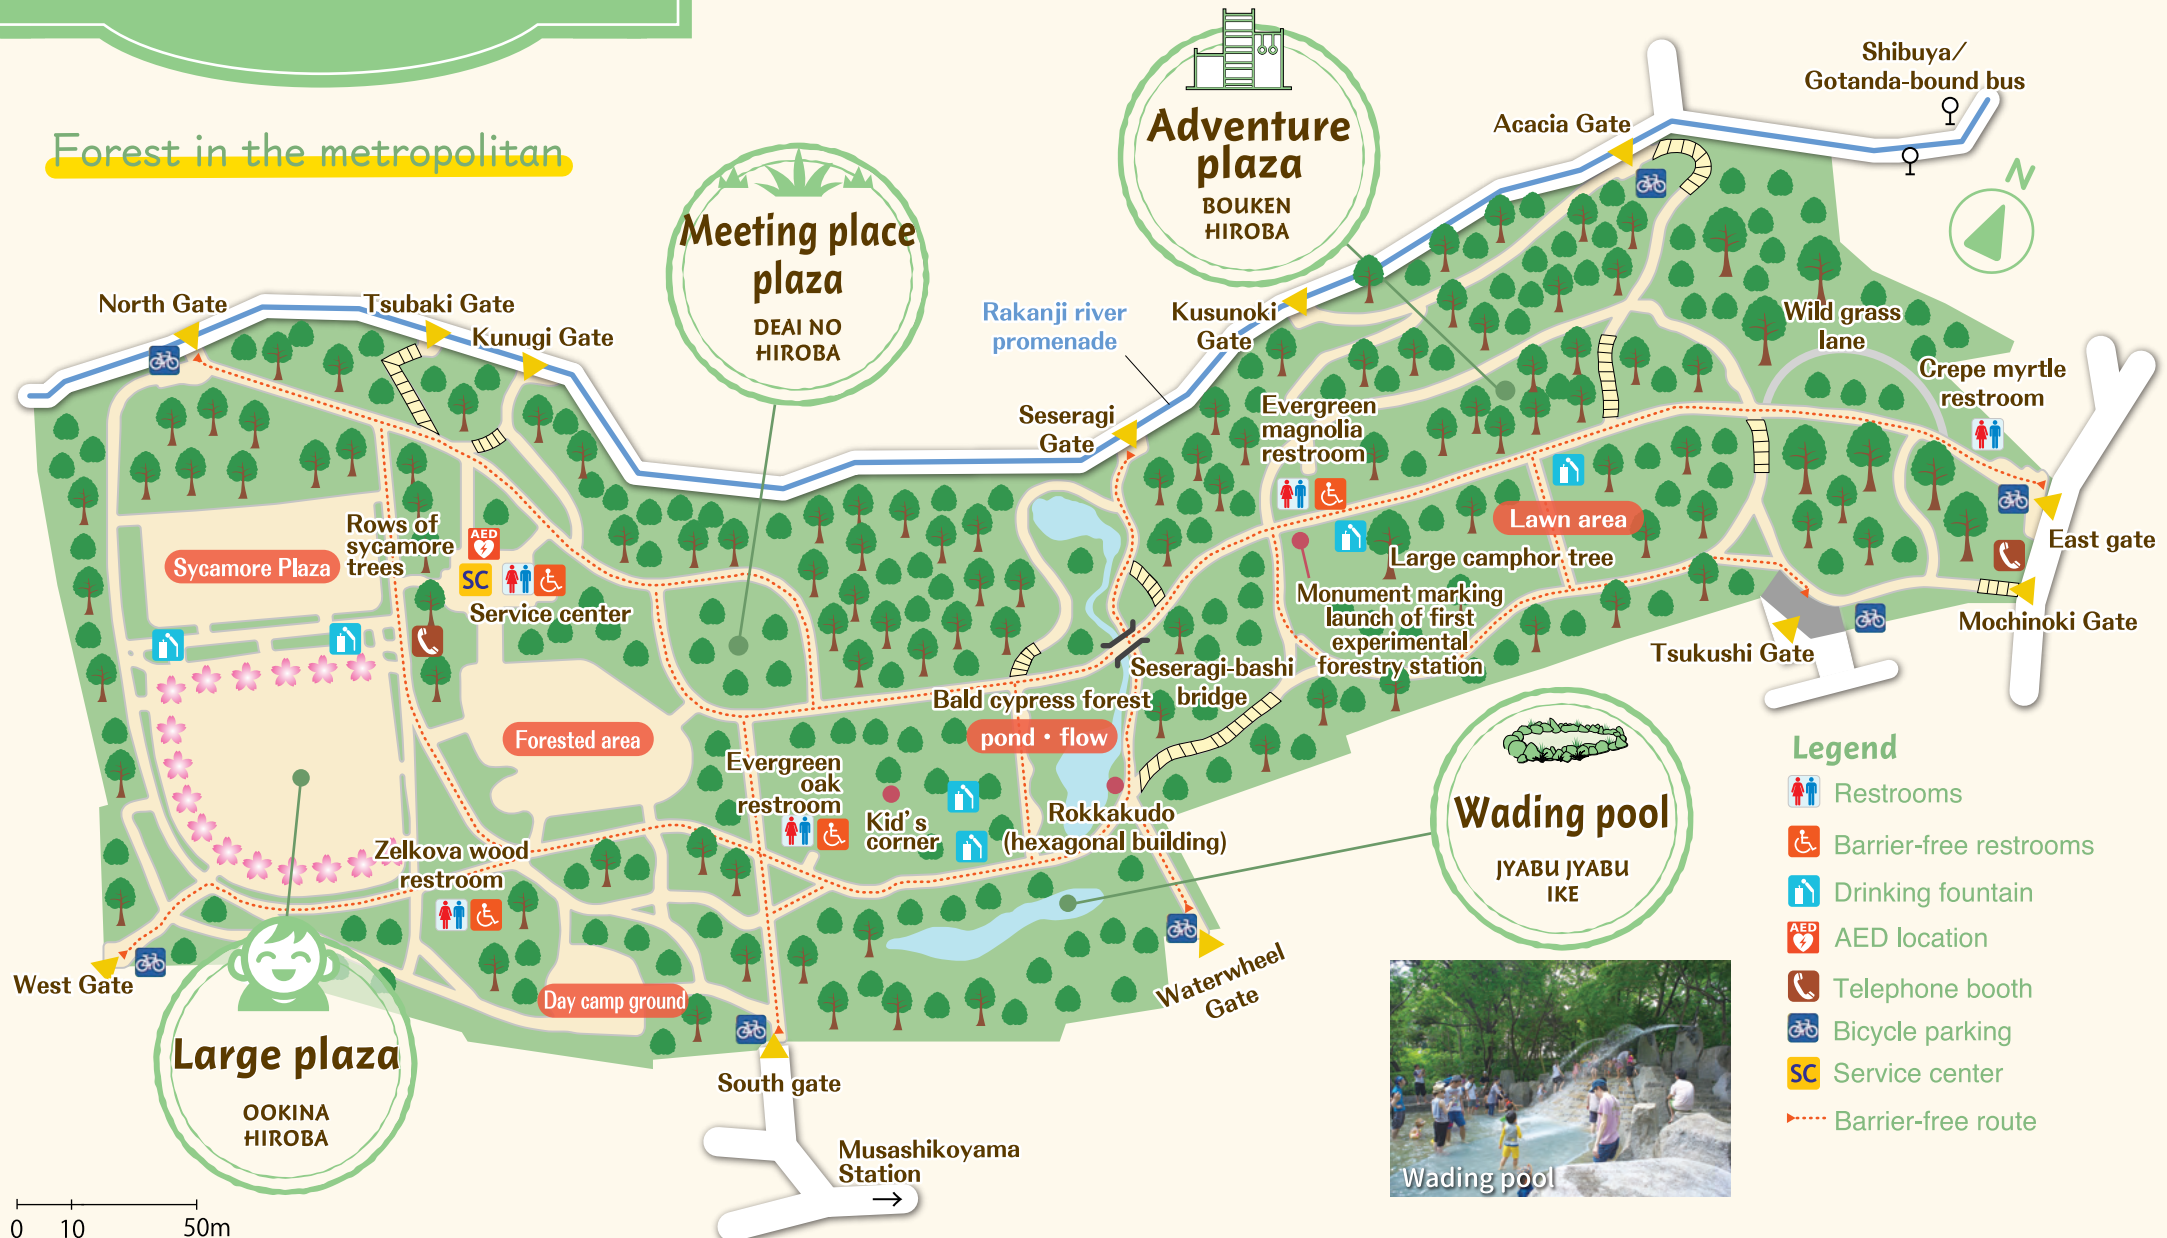 Forest in the metropolitan
Adventure
plaza
BOUKEN
HIROBA
Shibuya/
Gotanda-bound bus
Acacia Gate
N
Meeting place
plaza
DEAI NO
HIROBA
North Gate
Tsubaki Gate
Kunugi Gate
Rakanji river
promenade
Kusunoki
Gate
Wild grass
lane
Crepe myrtle
restroom
Seseragi
Gate
Evergreen
magnolia
restroom
Rows of
sycamore
trees
AED
Sycamore Plaza
SC
Service center
Lawn area
Large camphor tree
East gate
Monument marking
launch of first
experimental
forestry station
Mochinoki Gate
Tsukushi Gate
Seseragi-bashi
bridge
Bald cypress forest
pond・flow
Forested area
Evergreen
oak
restroom
Kid's
corner
Rokkakudo
(hexagonal building)
Zelkova wood
restroom
Wading pool
JYABU JYABU
IKE
West Gate
Day camp ground
Waterwheel
Gate
Large plaza
OOKINA
HIROBA
South gate
Musashikoyama
Station
Wading pool
Legend
Restrooms
Barrier-free restrooms
Drinking fountain
AED
AED location
Telephone booth
Bicycle parking
SC
Service center
Barrier-free route
0
10
50m